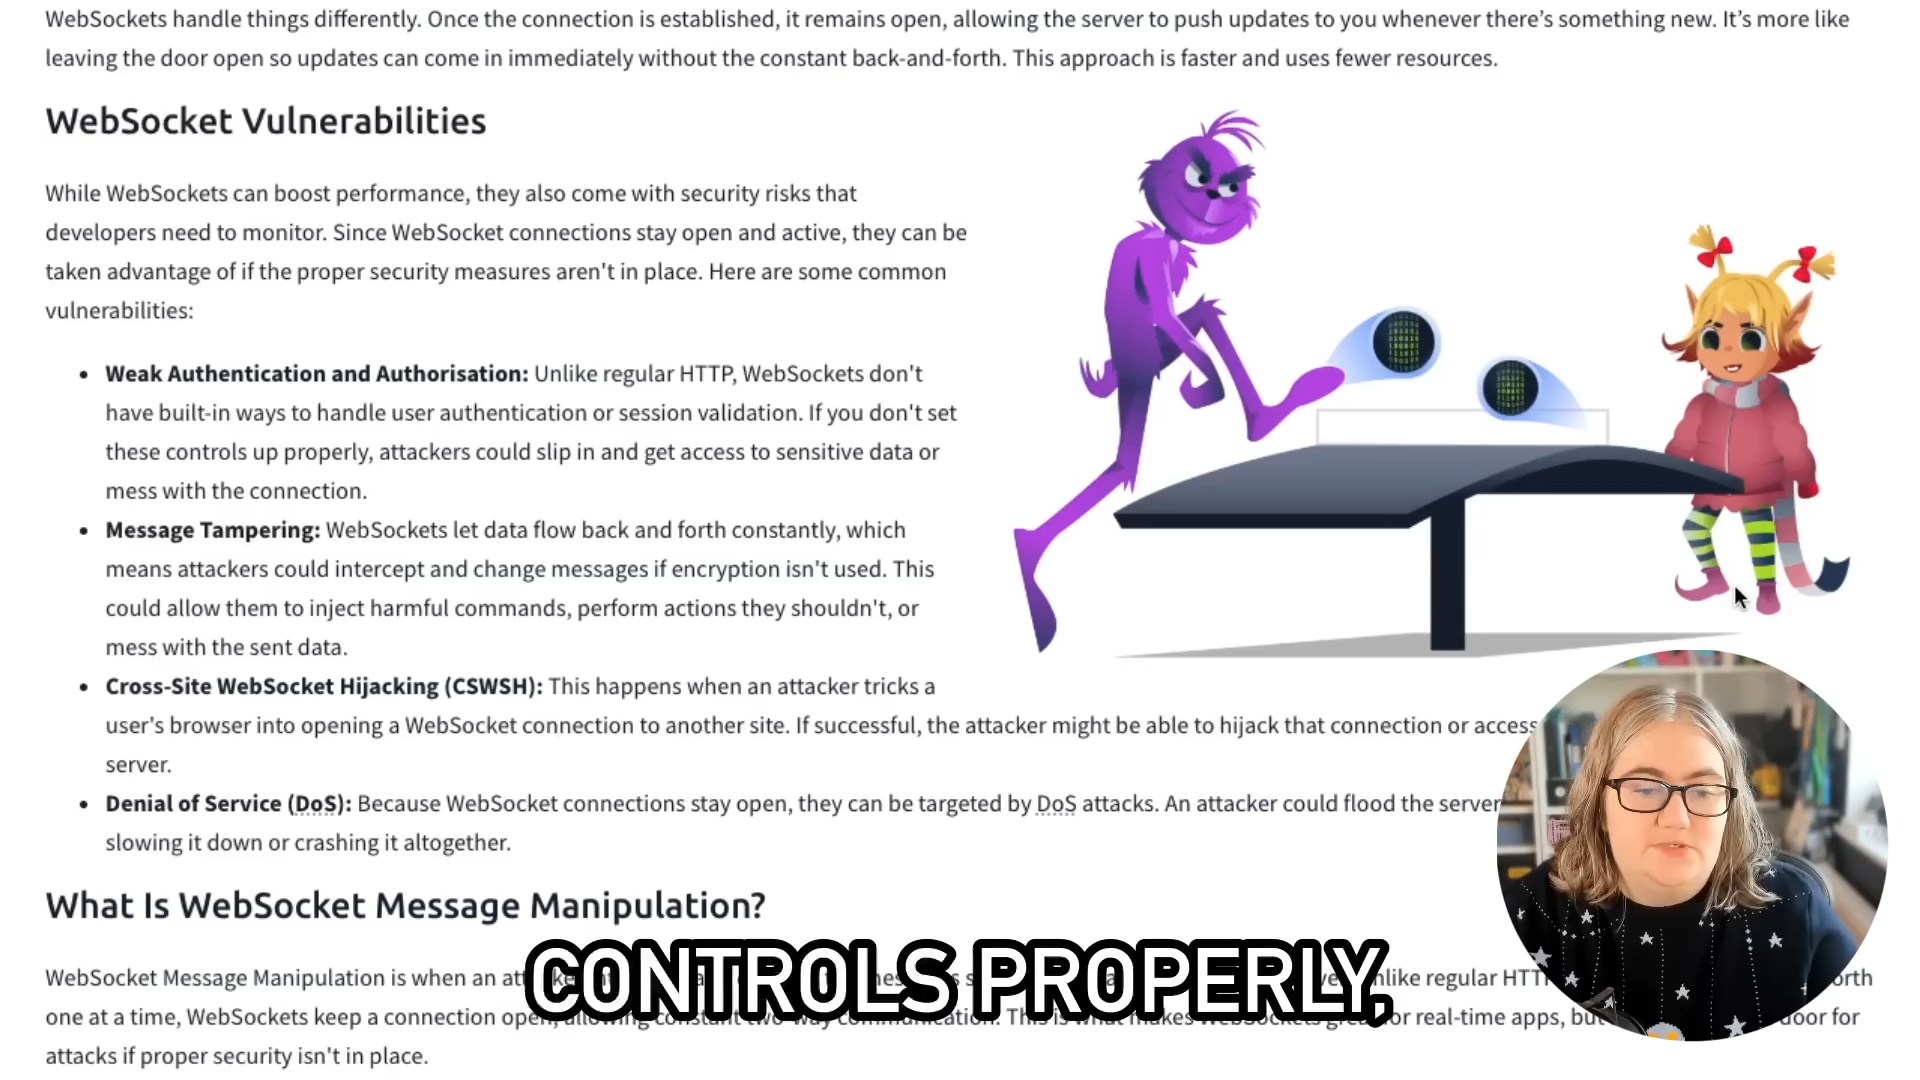 WebSockets handle things differently. Once the connection is established, it remains open, allowing the server to push updates to you whenever there’s something new. It’s more like
leaving the door open so updates can come in immediately without the constant back-and-forth. This approach is faster and uses fewer resources.
WebSocket Vulnerabilities
While WebSockets can boost performance, they also come with security risks that
developers need to monitor. Since WebSocket connections stay open and active, they can be
taken advantage of if the proper security measures aren't in place. Here are some common
vulnerabilities:
• Weak Authentication and Authorisation: Unlike regular HTTP, WebSockets don't
have built-in ways to handle user authentication or session validation. If you don't set
these controls up properly, attackers could slip in and get access to sensitive data or
mess with the connection.
• Message Tampering: WebSockets let data flow back and forth constantly, which
means attackers could intercept and change messages if encryption isn't used. This
could allow them to inject harmful commands, perform actions they shouldn't, or
mess with the sent data.
• Cross-Site WebSocket Hijacking (CSWSH): This happens when an attacker tricks a
user's browser into opening a WebSocket connection to another site. If successful, the attacker might be able to hijack that connection or access
server.
• Denial of Service (DoS): Because WebSocket connections stay open, they can be targeted by DoS attacks. An attacker could flood the server
slowing it down or crashing it altogether.
What Is WebSocket Message Manipulation?
WebSocket Message Manipulation is when an regular
one at a time, WebSockets keep a connection This is real-time apps, for
attacks if proper security isn't in place.
CONTROLS PROPERLY,